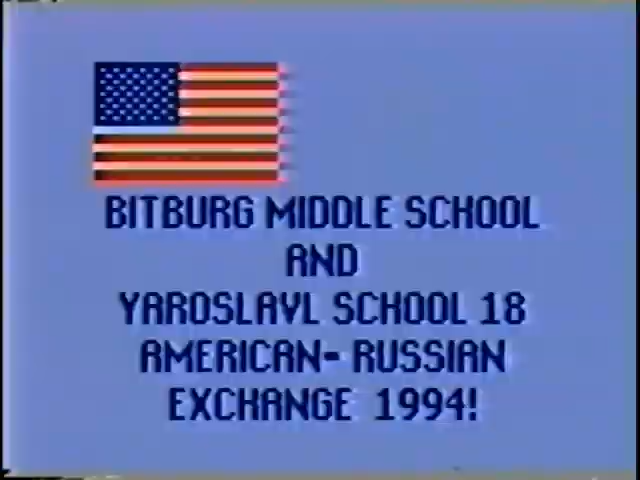 BITBURG MIDDLE SCHOOL
AND
YAROSLAVL SCHOOL 18
AMERICAN- RUSSIAN
EXCHANGE 1994!